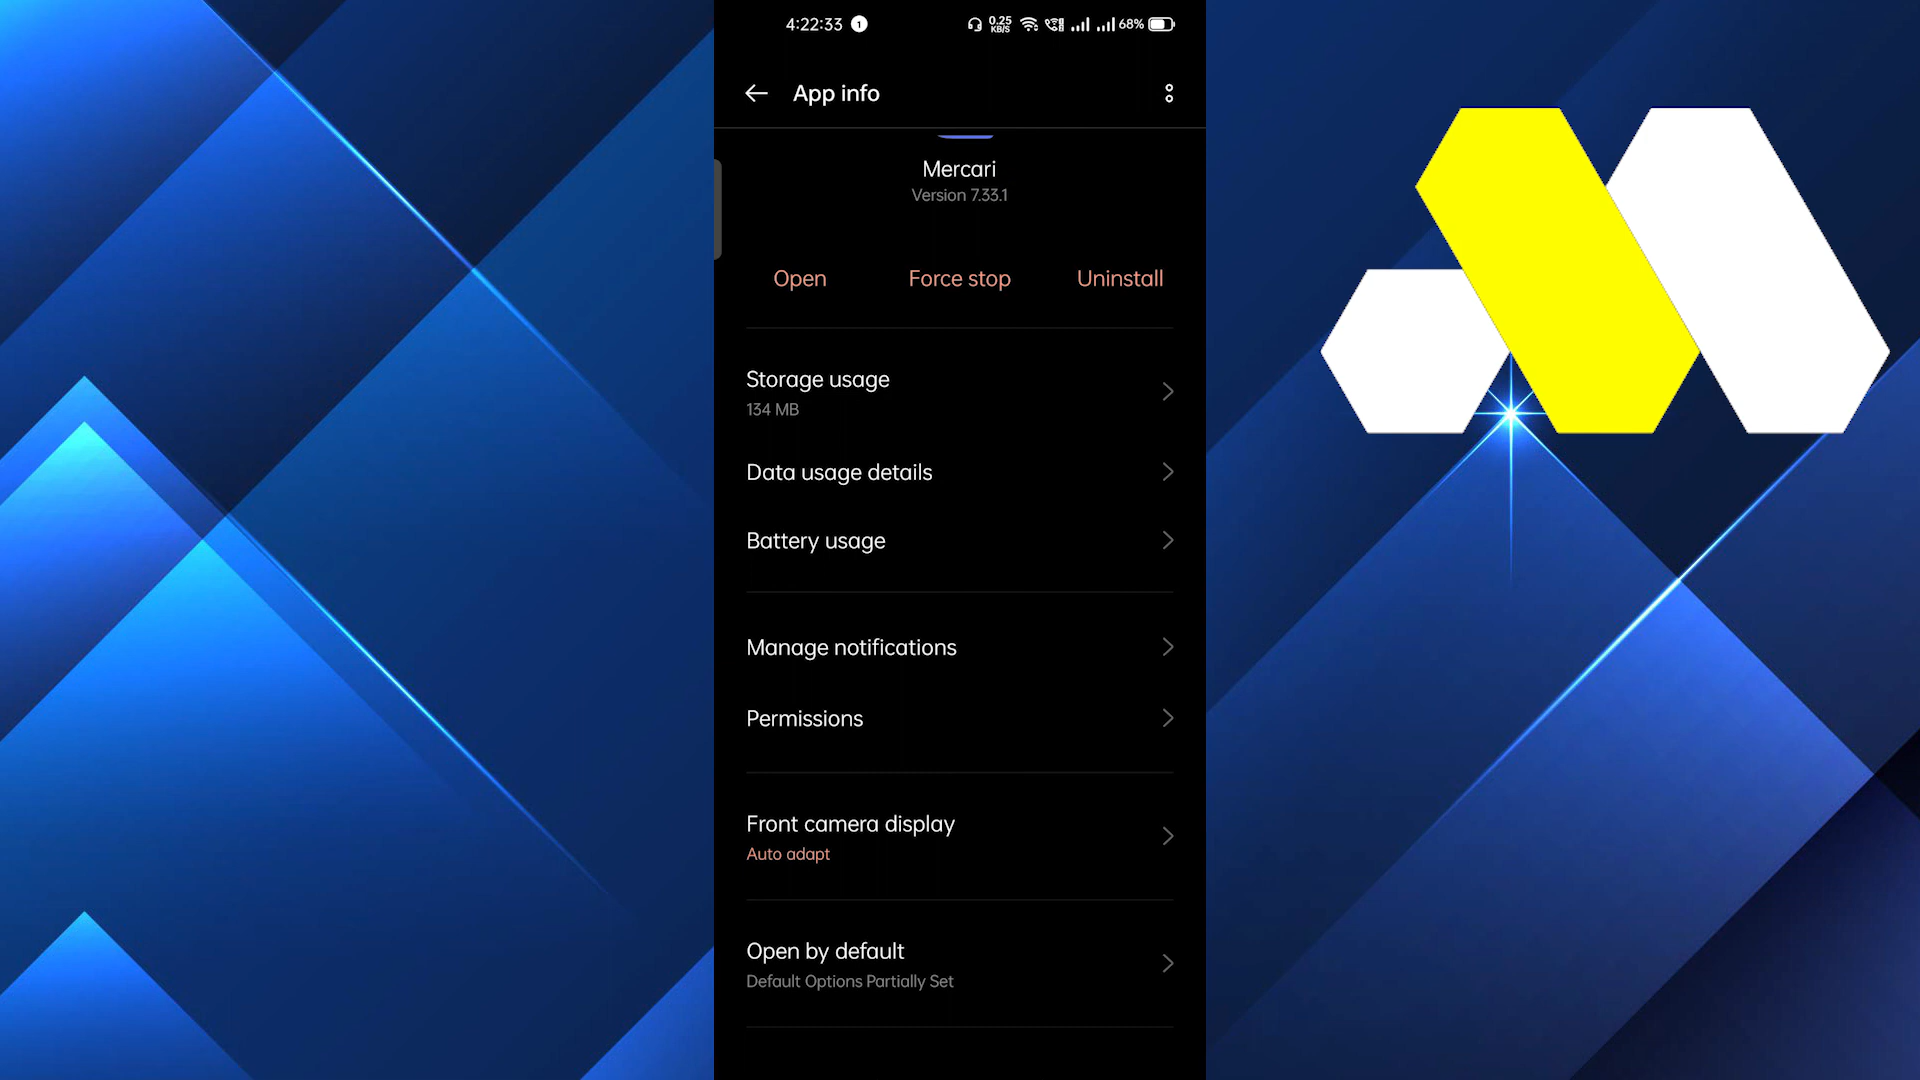 4:22:33 1 0.25 KB/S 68%
App info
Mercari
Version 7.33.1
Open Force stop Uninstall
Storage usage
134 MB
Data usage details
Battery usage
Manage notifications
Permissions
Front camera display
Auto adapt
Open by default
Default Options Partially Set